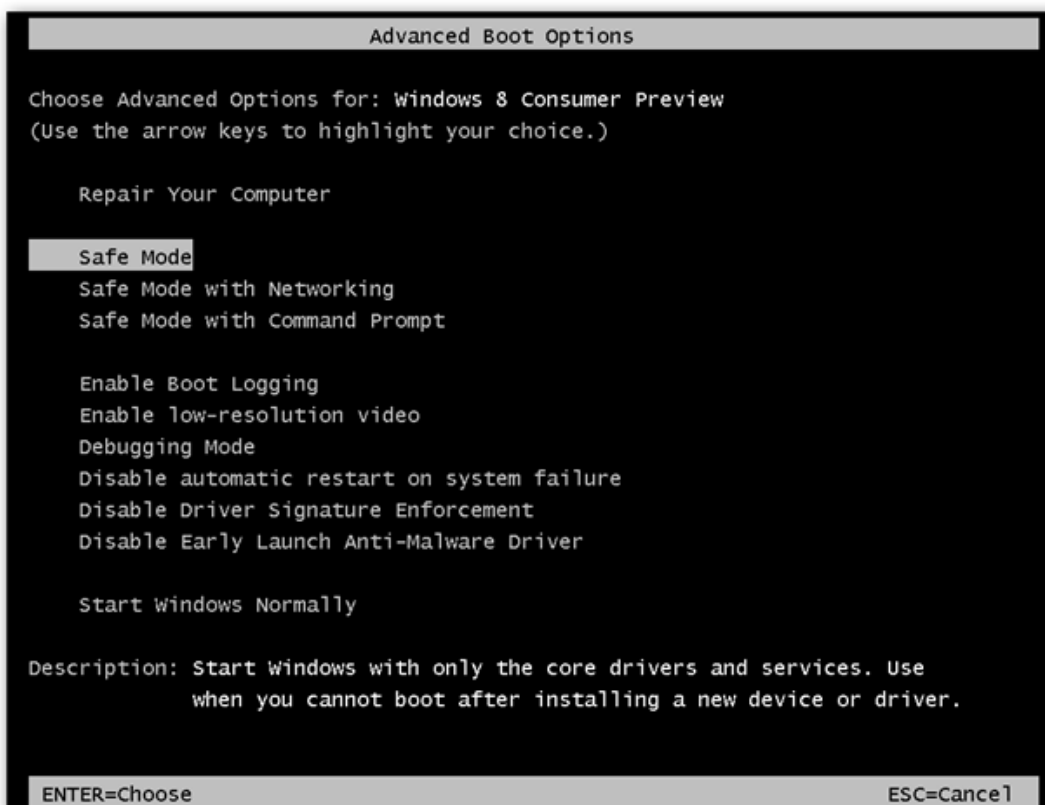 Advanced Boot Options
Choose Advanced Options for: Windows 8 Consumer Preview
(Use the arrow keys to highlight your choice.)
Repair Your Computer
Safe Mode
Safe Mode with Networking
Safe Mode with Command Prompt
Enable Boot Logging
Enable low-resolution video
Debugging Mode
Disable automatic restart on system failure
Disable Driver Signature Enforcement
Disable Early Launch Anti-Malware Driver
Start Windows Normally
Description: Start Windows with only the core drivers and services. Use
when you cannot boot after installing a new device or driver.
ENTER=Choose ESC=Cancel